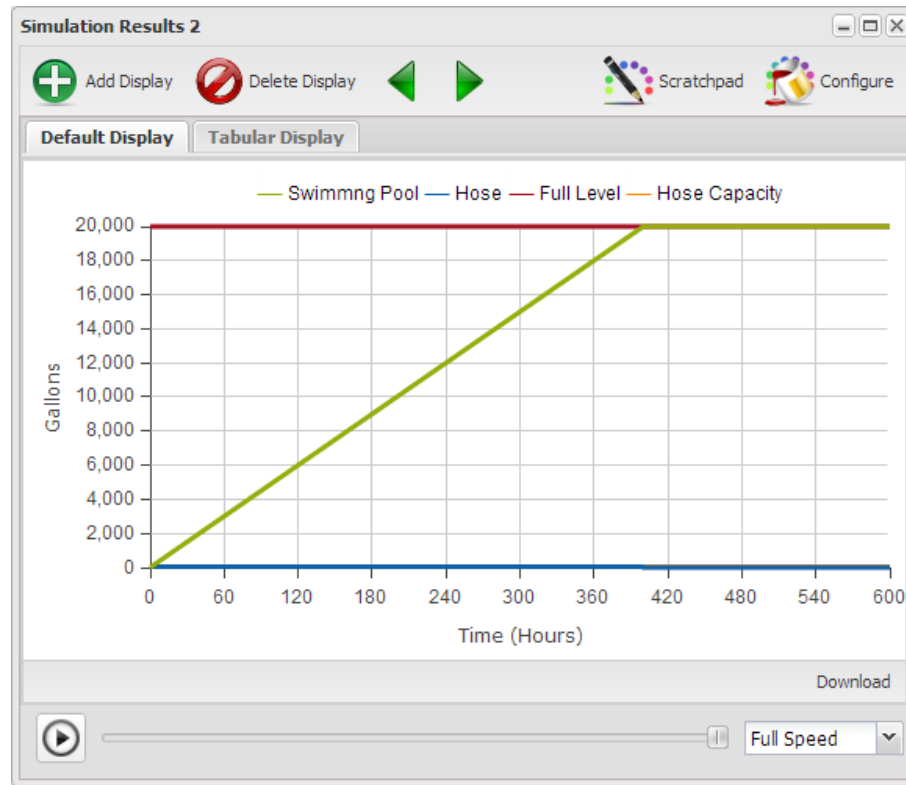 Simulation Results 2
Add Display Delete Display Scratchpad Configure
Default Display Tabular Display
Swimmng Pool Hose Full Level Hose Capacity
20,000
18,000
16,000
14,000
12,000
10,000
8,000
6,000
4,000
2,000
0
Gallons
0 60 120 180 240 300 360 420 480 540 600
Time (Hours)
Download
Full Speed